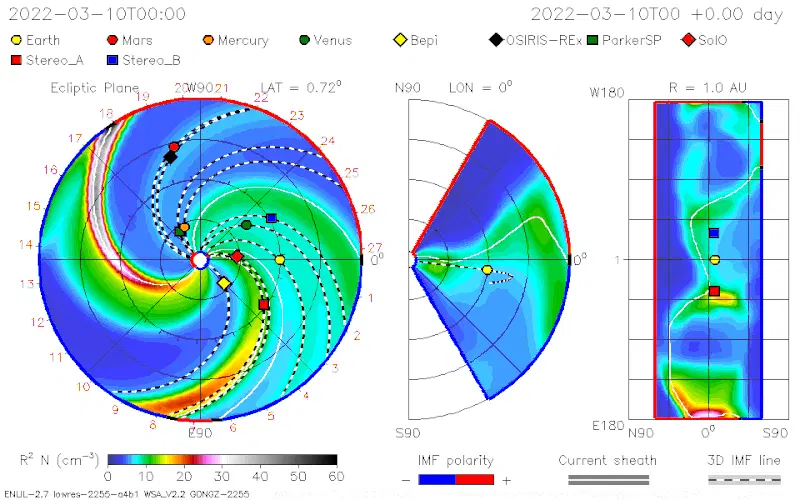 2022-03-10T00:00 2022-03-10T00 +0.00 day
Earth Mars Mercury Venus Bepi OSIRIS-REx ParkerSP SolO
Stereo_A Stereo_B
Ecliptic Plane W90 LAT = 0.72° N90 LON = 0° W180 R = 1.0 AU
19 20 21 22
18 23
17 24
16 25
15 26
14 27 0° 0° 1
13 1
12 2
11 3
10 4
9 8 7 E90 6 5 S90 E180 N90 0° S90
R² N (cm⁻³) IMF polarity Current sheath 3D IMF line
0 10 20 30 40 50 60 - +
ENLIL-2.7 lowres-2255-a4b1 WSA_V2.2 GONGZ-2255